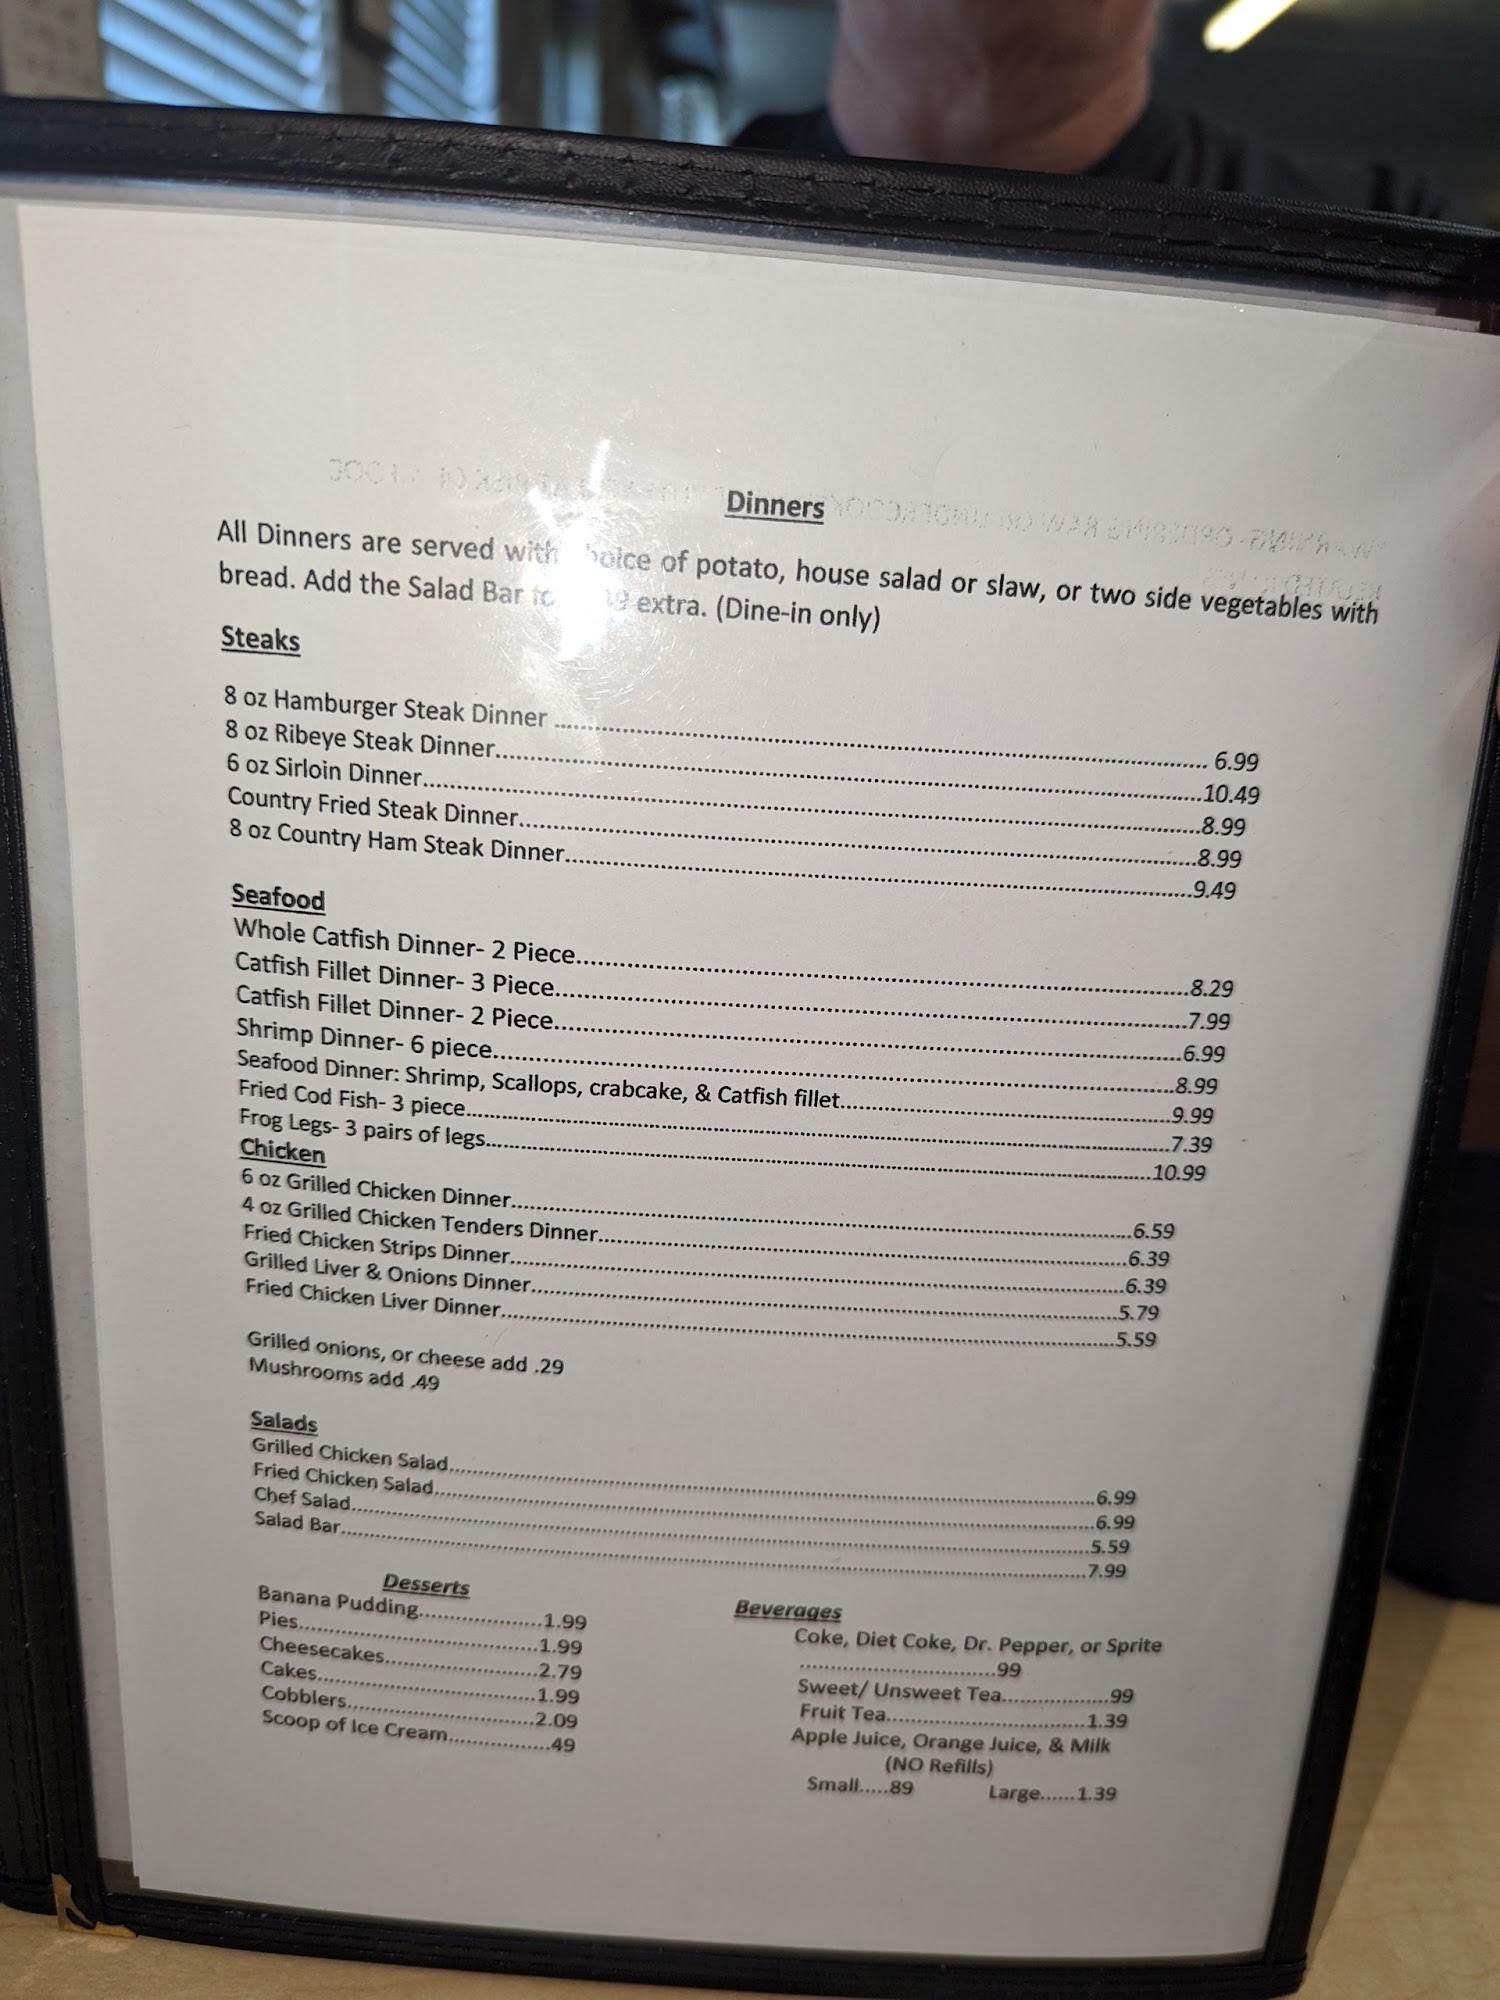 Dinners
All Dinners are served with of potato, house salad or slaw, or two side vegetables with
bread. Add the Salad Bar extra. (Dine-in only)
Steaks
8 oz Hamburger Steak Dinner ........ 6.99
8 oz Ribeye Steak Dinner........10.49
6 oz Sirloin Dinner........8.99
Country Fried Steak Dinner........8.99
8 oz Country Ham Steak Dinner........9.49
Seafood
Whole Catfish Dinner- 2 Piece........8.29
Catfish Fillet Dinner- 3 Piece........7.99
Catfish Fillet Dinner- 2 Piece........6.99
Shrimp Dinner- 6 piece........8.99
Seafood Dinner: Shrimp, Scallops, crabcake, & Catfish fillet........9.99
Fried Cod Fish- 3 piece........7.39
Frog Legs- 3 pairs of legs........10.99
Chicken
6 oz Grilled Chicken Dinner........6.59
4 oz Grilled Chicken Tenders Dinner........6.39
Fried Chicken Strips Dinner........6.39
Grilled Liver & Onions Dinner........5.79
Fried Chicken Liver Dinner........5.59
Grilled onions, or cheese add .29
Mushrooms add .49
Salads
Grilled Chicken Salad........6.99
Fried Chicken Salad........6.99
Chef Salad........5.59
Salad Bar........7.99
Desserts
Banana Pudding........1.99
Pies........1.99
Cheesecakes........2.79
Cakes........1.99
Cobblers........2.09
Scoop of Ice Cream........49
Beverages
Coke, Diet Coke, Dr. Pepper, or Sprite
........99
Sweet/ Unsweet Tea........99
Fruit Tea........1.39
Apple Juice, Orange Juice, & Milk
(NO Refills)
Small.....89 Large......1.39